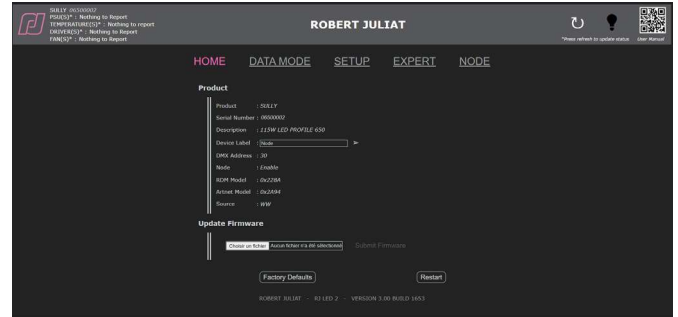 SULLY 06500002
PSU(S)* : Nothing to Report
TEMPERATURE(S)* : Nothing to report
DRIVER(S)* : Nothing to Report
FAN(S)* : Nothing to Report
ROBERT JULIAT
*Press refresh to update status
User Manual
HOME DATA MODE SETUP EXPERT NODE
Product
Product : SULLY
Serial Number : 06500002
Description : 115W LED PROFILE 650
Device Label : Node
DMX Address : 30
Node : Enable
RDM Model : 0x228A
Artnet Model : 0x2A94
Source : WW
Update Firmware
Choisir un fichier Aucun fichier n'a été sélectionné Submit Firmware
Factory Defaults Restart
ROBERT JULIAT - RJ LED 2 - VERSION 3.00 BUILD 1653